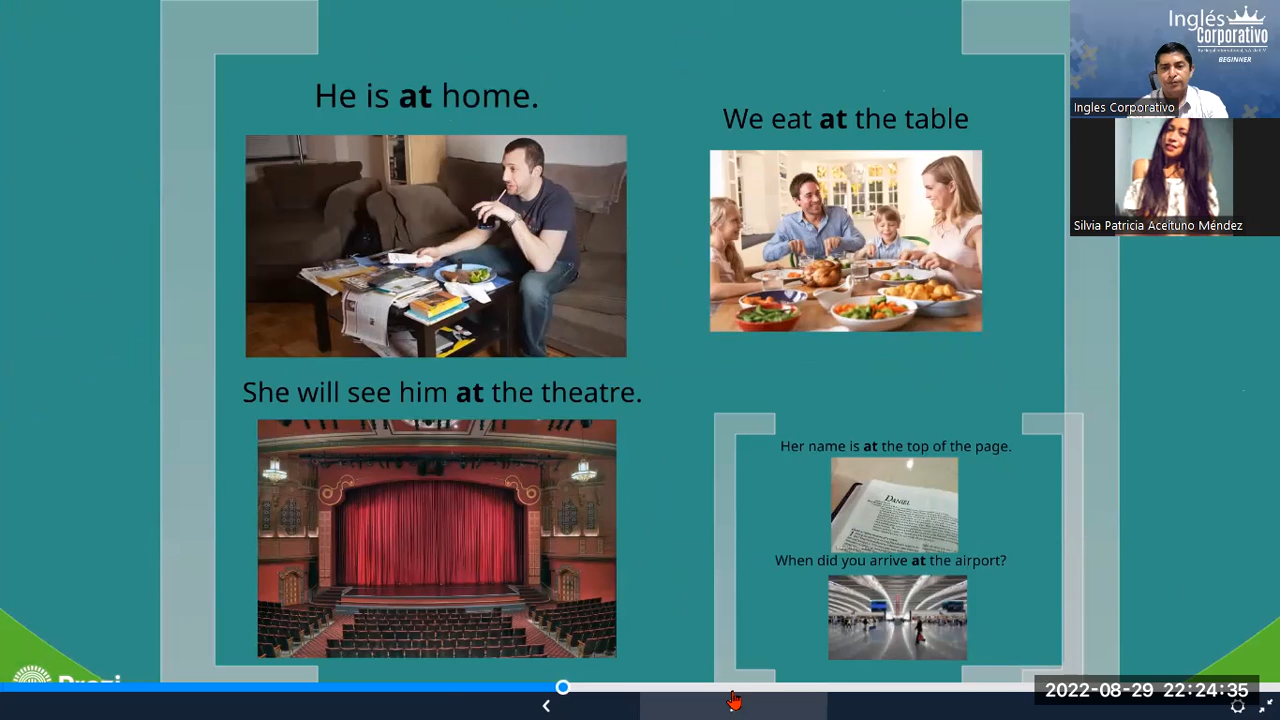 He is at home.
We eat at the table
She will see him at the theatre.
Her name is at the top of the page.
DANIEL
When did you arrive at the airport?
Inglés
Corporativo
BEGINNER
Ingles Corporativo
Silvia Patricia Aceituno Méndez
Prezi
2022-08-29 22:24:35